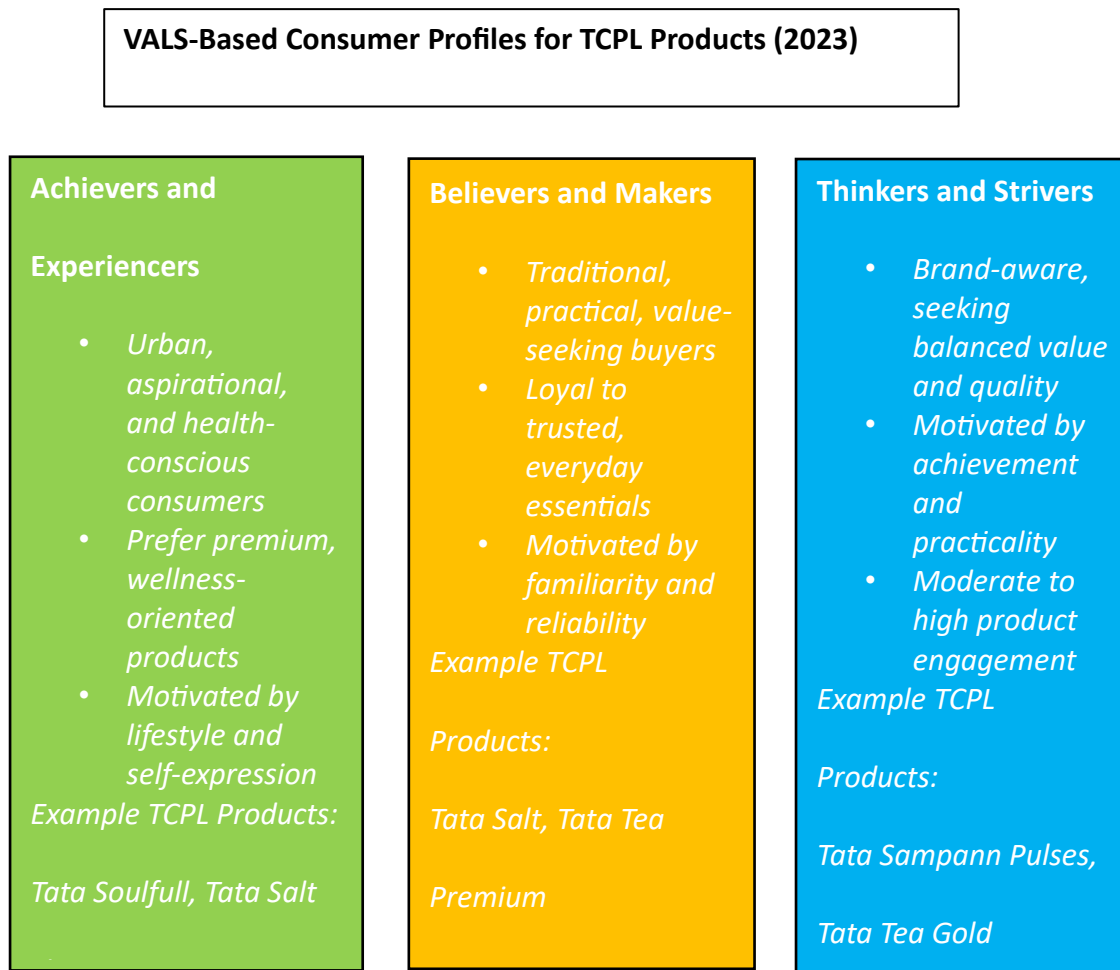 VALS-Based Consumer Profiles for TCPL Products (2023)
Achievers and
Experiencers
• Urban,
aspirational,
and health-
conscious
consumers
• Prefer premium,
wellness-
oriented
products
• Motivated by
lifestyle and
self-expression
Example TCPL Products:
Tata Soulfull, Tata Salt
Believers and Makers
• Traditional,
practical, value-
seeking buyers
• Loyal to
trusted,
everyday
essentials
• Motivated by
familiarity and
reliability
Example TCPL
Products:
Tata Salt, Tata Tea
Premium
Thinkers and Strivers
• Brand-aware,
seeking
balanced value
and quality
• Motivated by
achievement
and
practicality
• Moderate to
high product
engagement
Example TCPL
Products:
Tata Sampann Pulses,
Tata Tea Gold